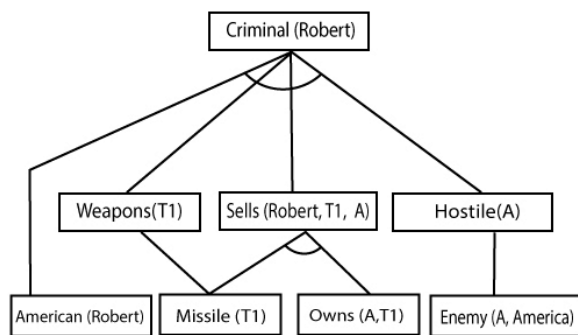 Criminal (Robert)
Weapons(T1)
Sells (Robert, T1, A)
Hostile(A)
American (Robert)
Missile (T1)
Owns (A,T1)
Enemy (A, America)